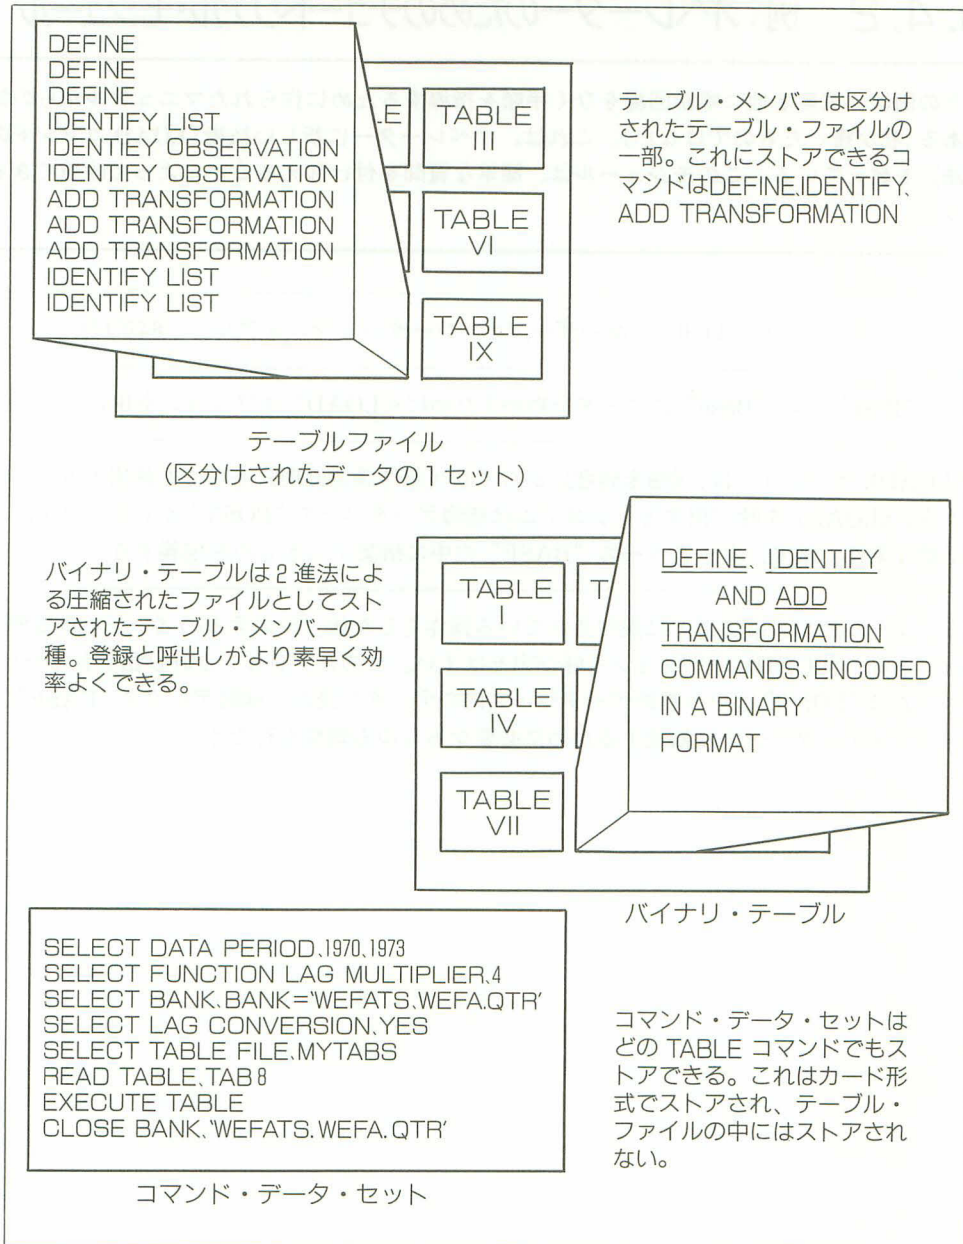 DEFINE
DEFINE
DEFINE
IDENTIFY LIST
IDENTIFY OBSERVATION
IDENTIFY OBSERVATION
ADD TRANSFORMATION
ADD TRANSFORMATION
ADD TRANSFORMATION
IDENTIFY LIST
IDENTIFY LIST
LE
TABLE
III
TABLE
VI
TABLE
IX
テーブル・メンバーは区分け
されたテーブル・ファイルの
一部。これにストアできるコ
マンドはDEFINE,IDENTIFY,
ADD TRANSFORMATION
テーブルファイル
(区分けされたデータの1セット)
バイナリ・テーブルは2進法によ
る圧縮されたファイルとしてスト
アされたテーブル・メンバーの一
種。登録と呼出しがより素早く効
率よくできる。
TABLE
I
T
TABLE
IV
TABLE
VII
DEFINE, IDENTIFY
AND ADD
TRANSFORMATION
COMMANDS, ENCODED
IN A BINARY
FORMAT
バイナリ・テーブル
SELECT DATA PERIOD,1970,1973
SELECT FUNCTION LAG MULTIPLIER,4
SELECT BANK,BANK='WEFATS.WEFA.QTR'
SELECT LAG CONVERSION,YES
SELECT TABLE FILE,MYTABS
READ TABLE,TAB8
EXECUTE TABLE
CLOSE BANK,'WEFATS.WEFA.QTR'
コマンド・データ・セット
コマンド・データ・セットは
どの TABLE コマンドでもス
トアできる。これはカード形
式でストアされ、テーブル・
ファイルの中にはストアされ
ない。